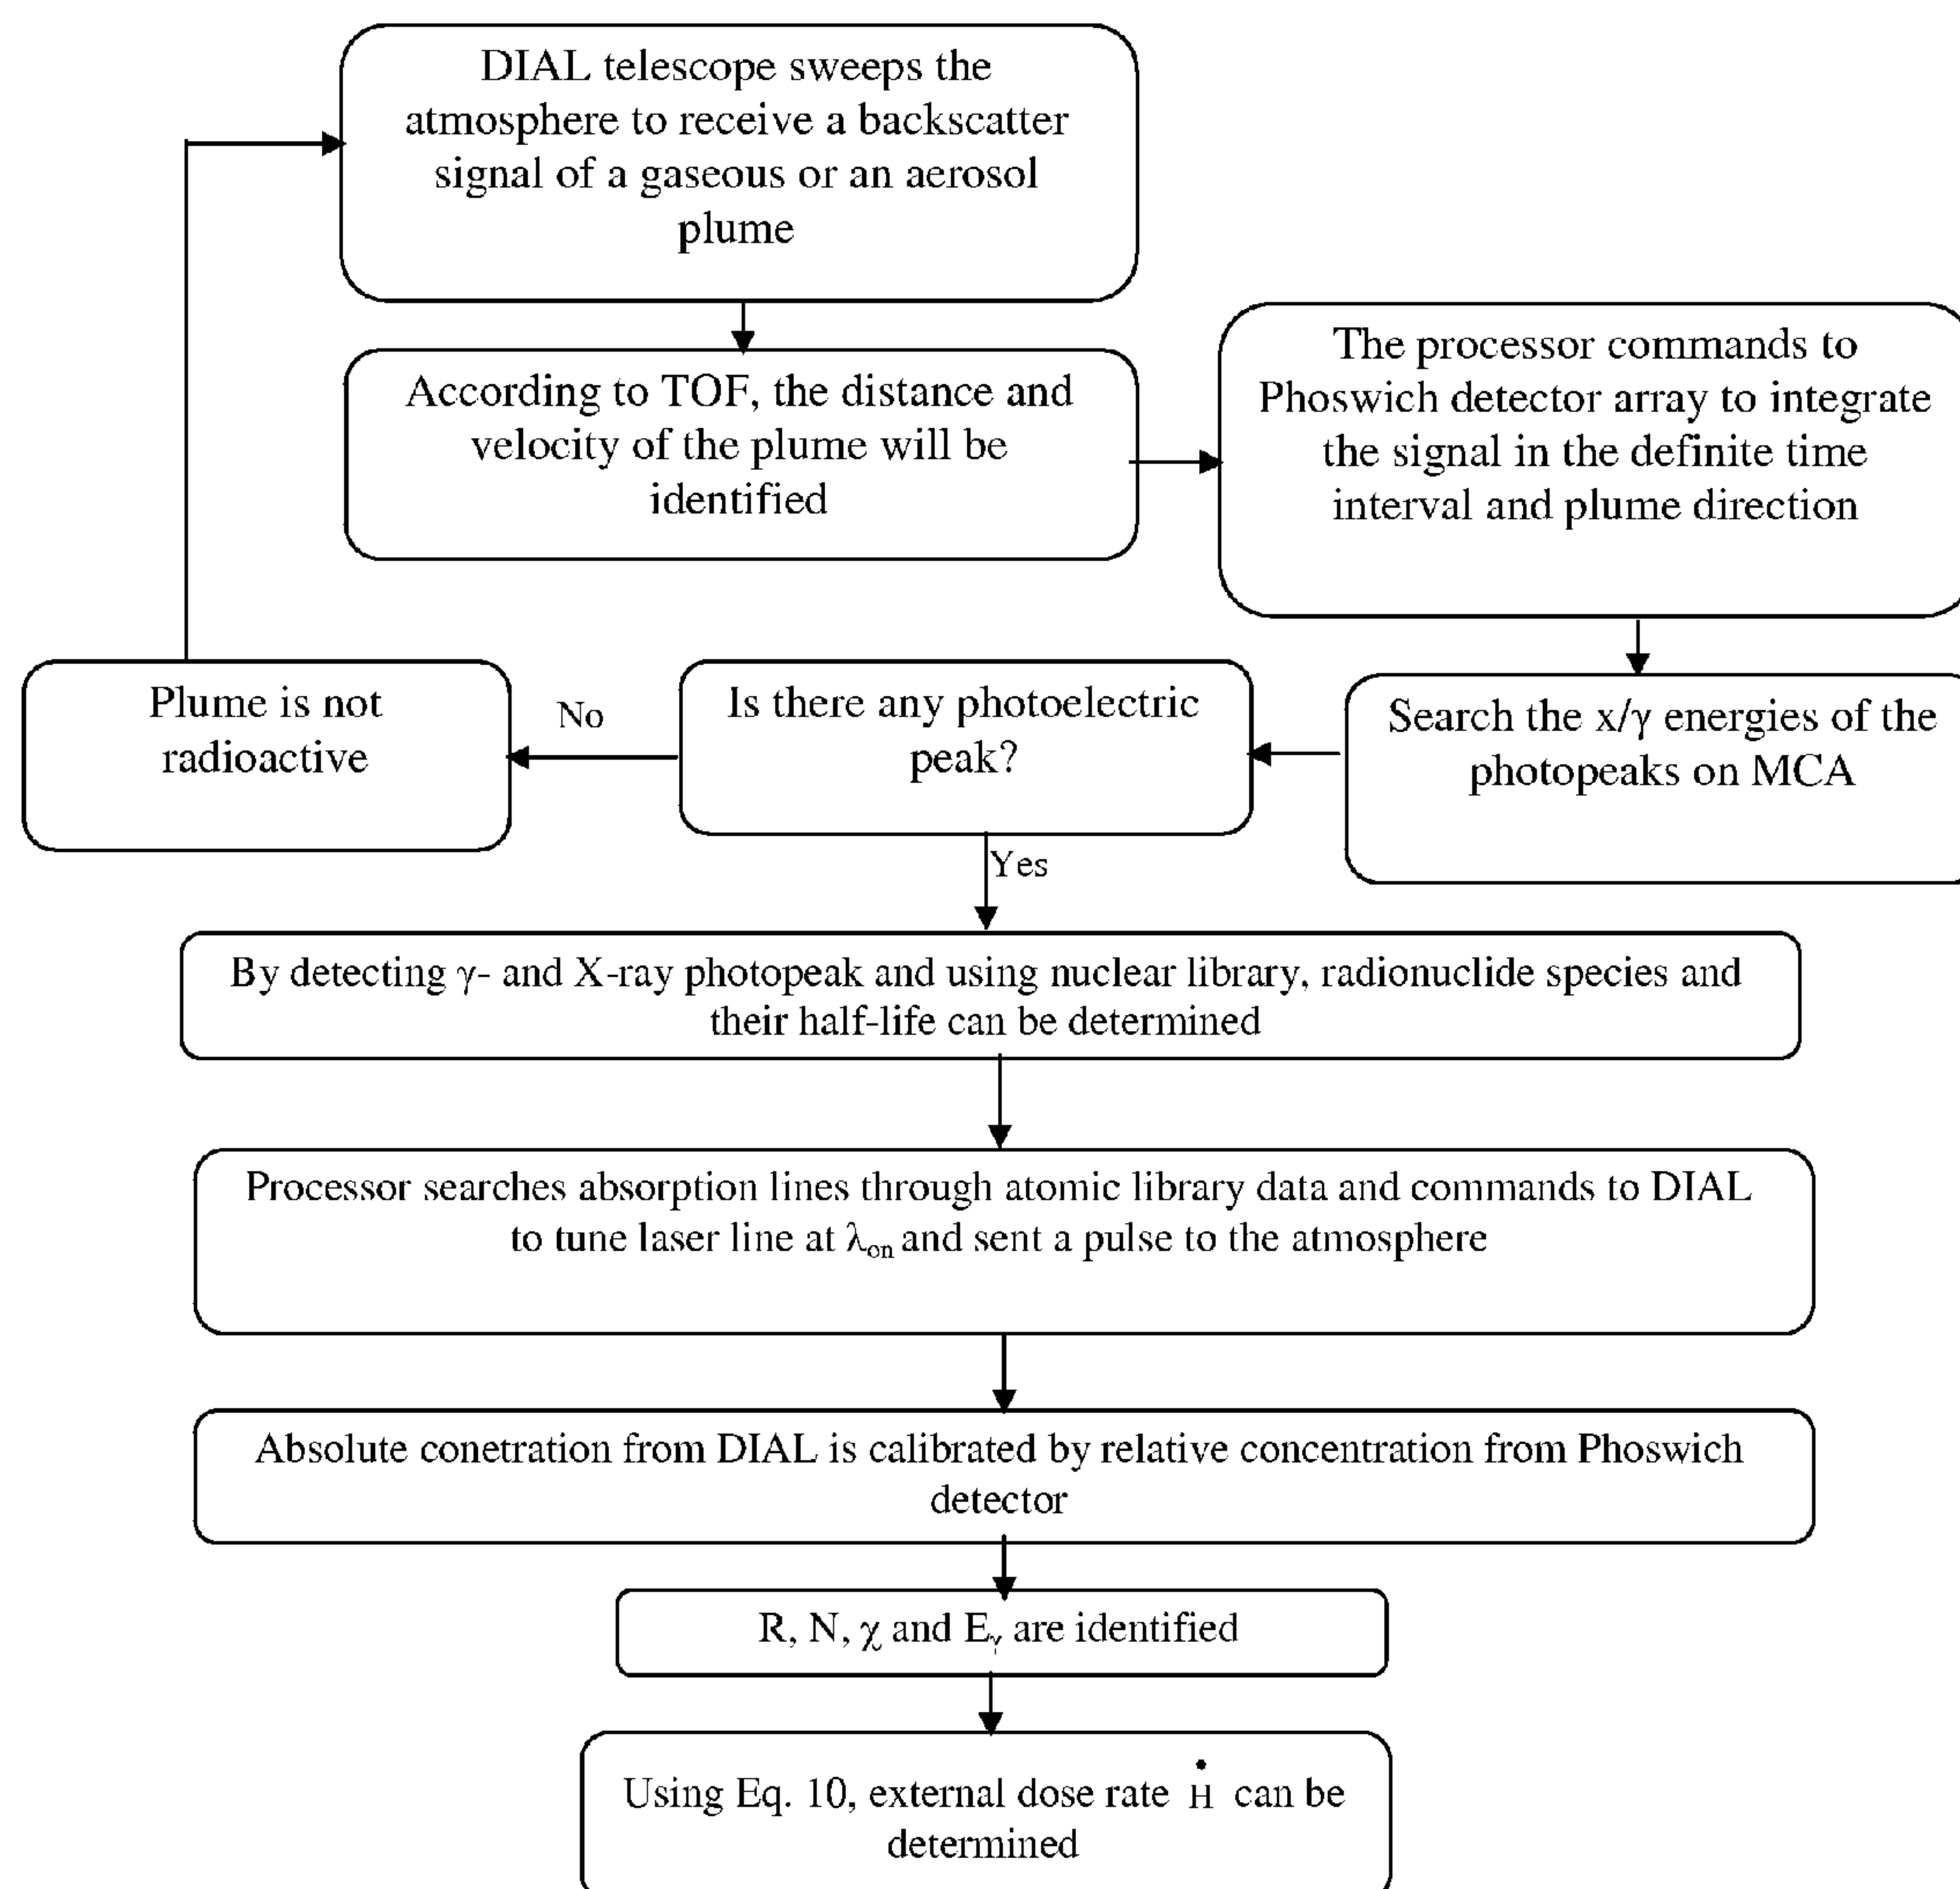 DIAL telescope sweeps the
atmosphere to receive a backscatter
signal of a gaseous or an aerosol
plume
According to TOF, the distance and
velocity of the plume will be
identified
The processor commands to
Phoswich detector array to integrate
the signal in the definite time
interval and plume direction
Search the x/γ energies of the
photopeaks on MCA
Is there any photoelectric
peak?
No
Plume is not
radioactive
Yes
By detecting γ- and X-ray photopeak and using nuclear library, radionuclide species and
their half-life can be determined
Processor searches absorption lines through atomic library data and commands to DIAL
to tune laser line at λon and sent a pulse to the atmosphere
Absolute conetration from DIAL is calibrated by relative concentration from Phoswich
detector
R, N, χ and Eγ are identified
Using Eq. 10, external dose rate Ḣ can be
determined